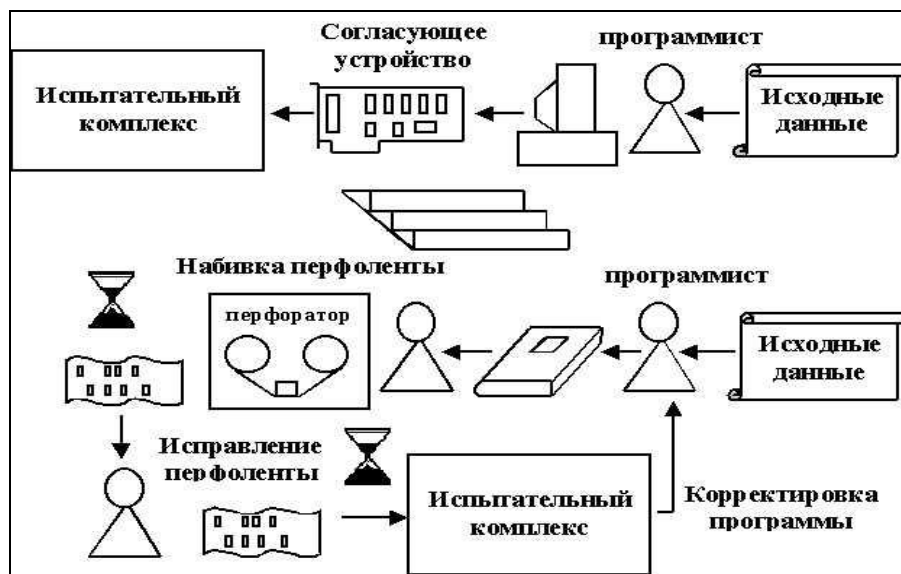 Согласующее
устройство
программист
Испытательный
комплекс
Исходные
данные
Набивка перфоленты
программист
перфоратор
Исходные
данные
Исправление
перфоленты
Испытательный
комплекс
Корректировка
программы